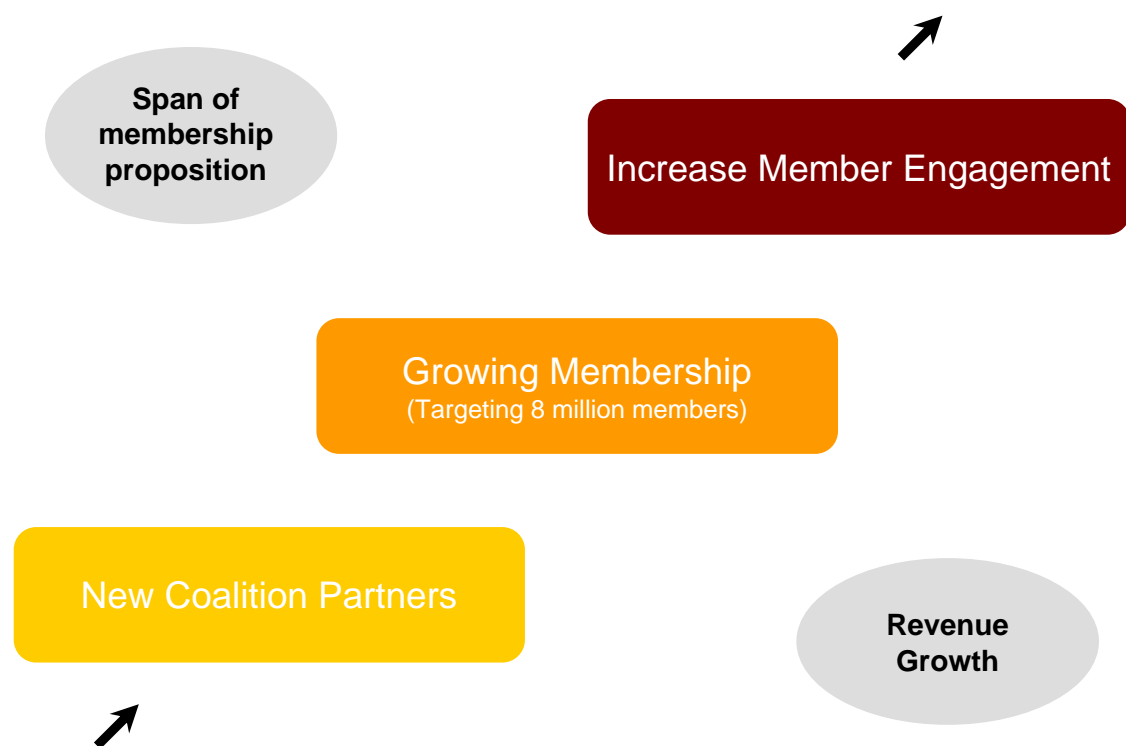 Span of
membership
proposition
Increase Member Engagement
Growing Membership
(Targeting 8 million members)
New Coalition Partners
Revenue
Growth